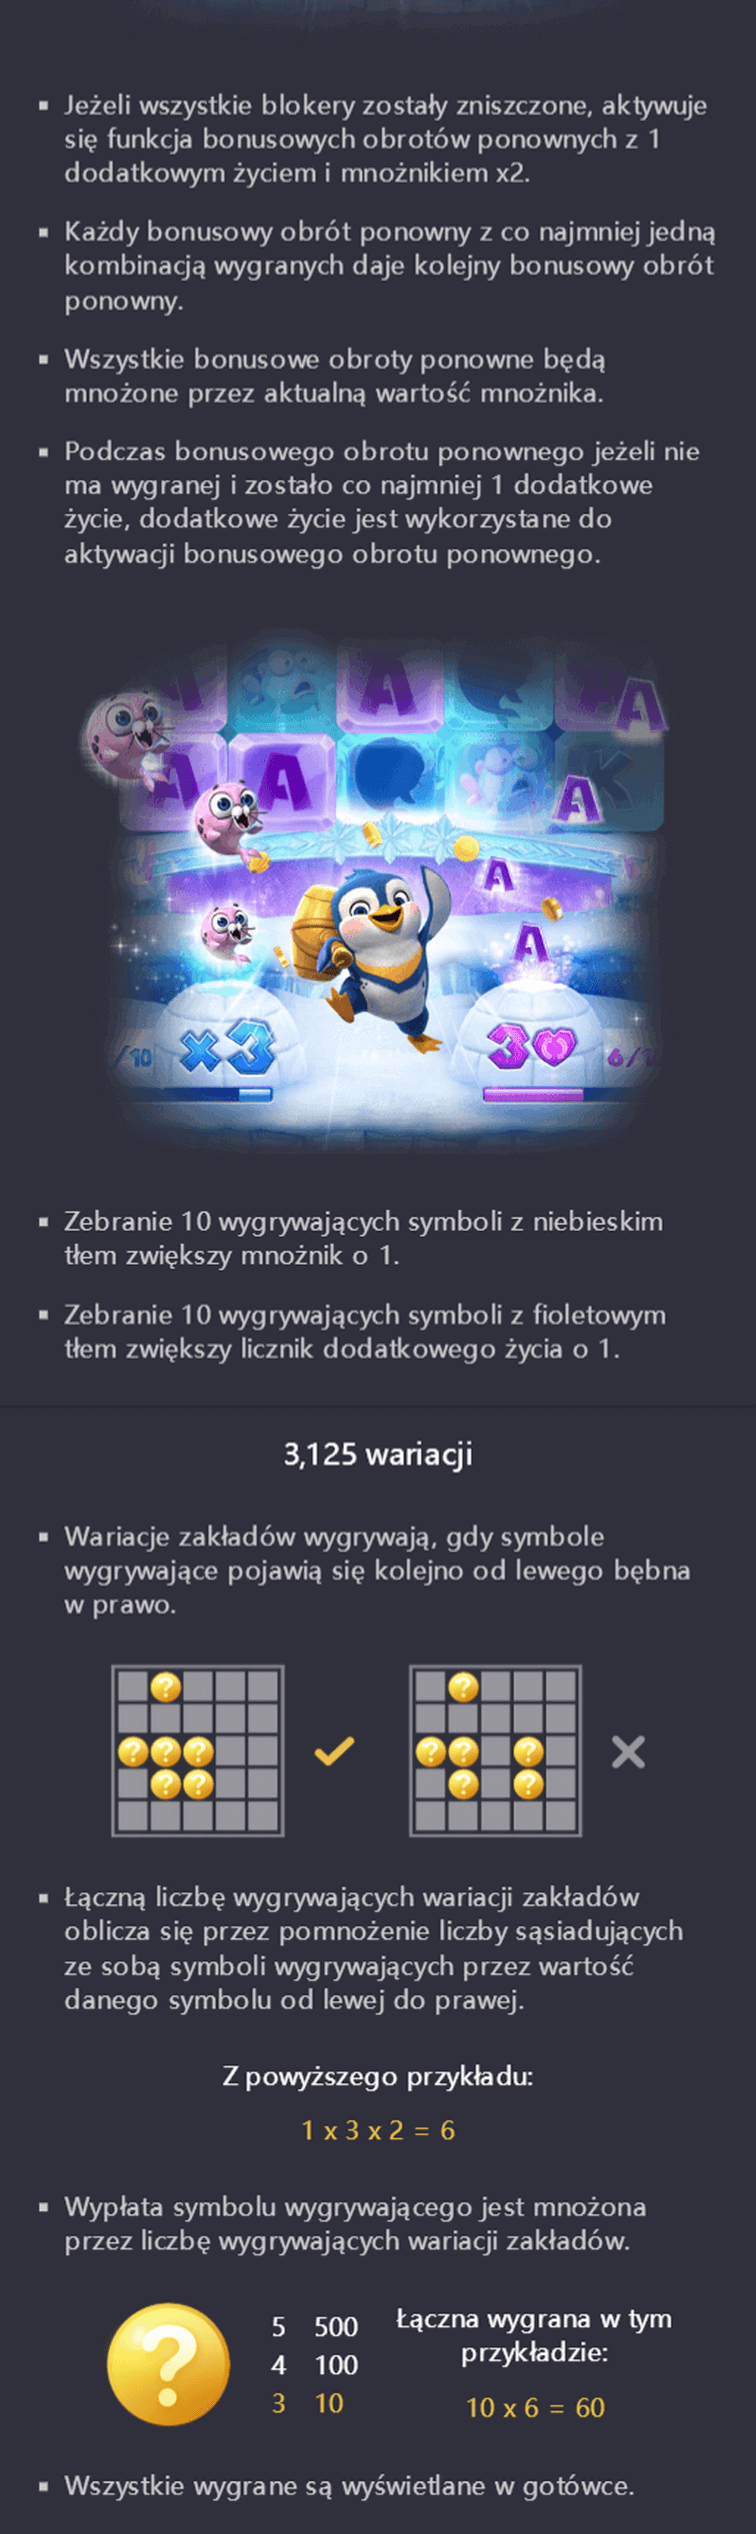 ▪ Jeżeli wszystkie blokery zostały zniszczone, aktywuje
się funkcja bonusowych obrotów ponownych z 1
dodatkowym życiem i mnożnikiem x2.
▪ Każdy bonusowy obrót ponowny z co najmniej jedną
kombinacją wygranych daje kolejny bonusowy obrót
ponowny.
▪ Wszystkie bonusowe obroty ponowne będą
mnożone przez aktualną wartość mnożnika.
▪ Podczas bonusowego obrotu ponownego jeżeli nie
ma wygranej i zostało co najmniej 1 dodatkowe
życie, dodatkowe życie jest wykorzystane do
aktywacji bonusowego obrotu ponownego.
A A A
A A A K
A
A
/10 x3 3 6/1
▪ Zebranie 10 wygrywających symboli z niebieskim
tłem zwiększy mnożnik o 1.
▪ Zebranie 10 wygrywających symboli z fioletowym
tłem zwiększy licznik dodatkowego życia o 1.
3,125 wariacji
▪ Wariacje zakładów wygrywają, gdy symbole
wygrywające pojawią się kolejno od lewego bębna
w prawo.
? ?
? ? ? ? ? ?
? ? ? ?
▪ Łączną liczbę wygrywających wariacji zakładów
oblicza się przez pomnożenie liczby sąsiadujących
ze sobą symboli wygrywających przez wartość
danego symbolu od lewej do prawej.
Z powyższego przykładu:
1 x 3 x 2 = 6
▪ Wypłata symbolu wygrywającego jest mnożona
przez liczbę wygrywających wariacji zakładów.
?
5 500
4 100
3 10
Łączna wygrana w tym
przykładzie:
10 x 6 = 60
▪ Wszystkie wygrane są wyświetlane w gotówce.